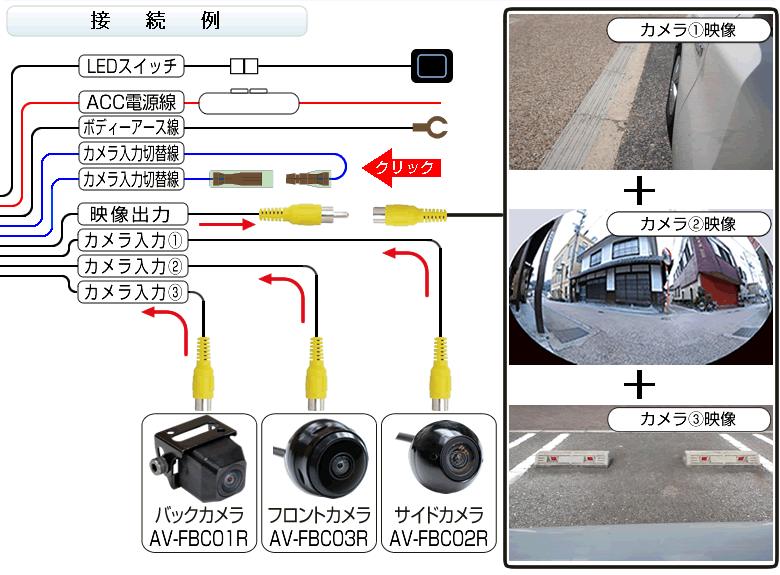 接続例
LEDスイッチ
ACC電源線
ボディーアース線
カメラ入力切替線
カメラ入力切替線
クリック
映像出力
カメラ入力①
カメラ入力②
カメラ入力③
バックカメラ
AV-FBC01R
フロントカメラ
AV-FBC03R
サイドカメラ
AV-FBC02R
カメラ①映像
+
カメラ②映像
+
カメラ③映像